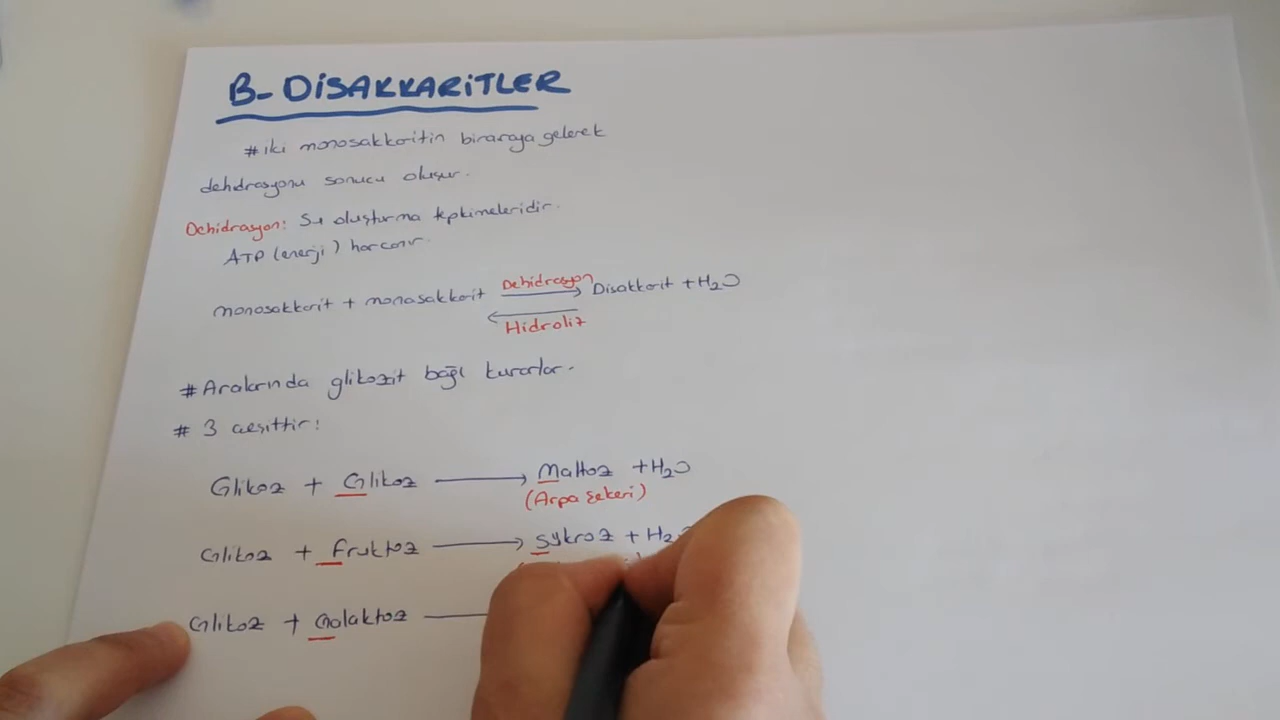 B- DİSAKKARİTLER
# iki monosakkaritin biraraya gelerek
dehidrasyonu sonucu oluşur.
Dehidrasyon: Su oluşturma tepkimeleridir.
ATP (enerji) harcanır.
monosakkarit + monosakkarit Dehidrasyon Disakkarit + H2O
Hidroliz
# Aralarında glikozit bağı kurarlar.
# 3 çeşittir:
Glikoz + Glikoz → Maltoz + H2O
(Arpa şekeri)
Glikoz + Fruktoz → Sukroz + H2
Glikoz + Galaktoz